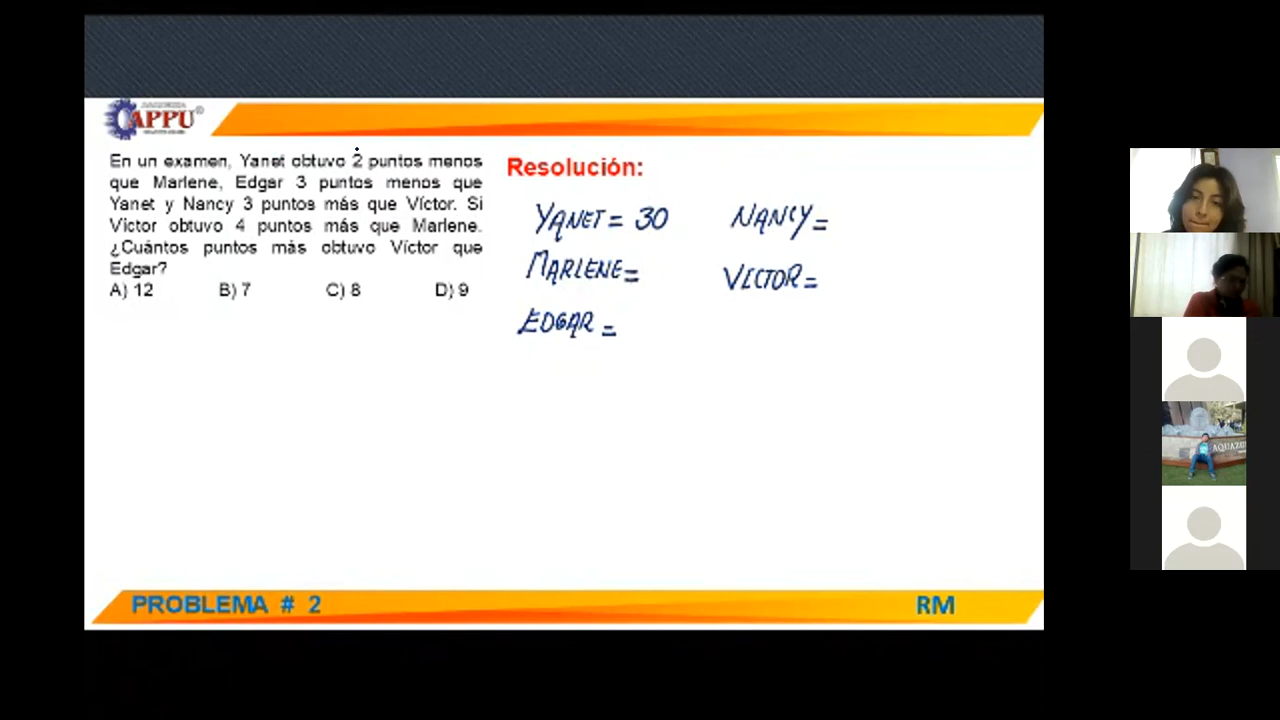 APPU
En un examen, Yanet obtuvo 2 puntos menos
que Marlene, Edgar 3 puntos menos que
Yanet y Nancy 3 puntos más que Víctor. Si
Víctor obtuvo 4 puntos más que Marlene.
¿Cuántos puntos más obtuvo Víctor que
Edgar?
A) 12 B) 7 C) 8 D) 9
Resolución:
YANET = 30 NANCY =
MARLENE = VICTOR =
EDGAR =
PROBLEMA # 2 RM